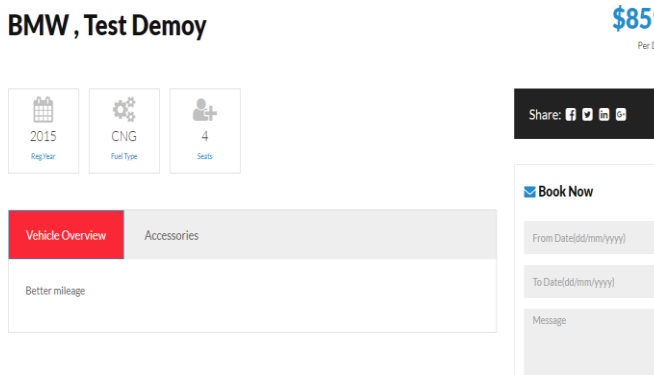 BMW , Test Demoy
$85
Per D
2015
Reg.Year
CNG
Fuel Type
4
Seats
Share:
Book Now
Vehicle Overview
Accessories
From Date(dd/mm/yyyy)
Better mileage
To Date(dd/mm/yyyy)
Message